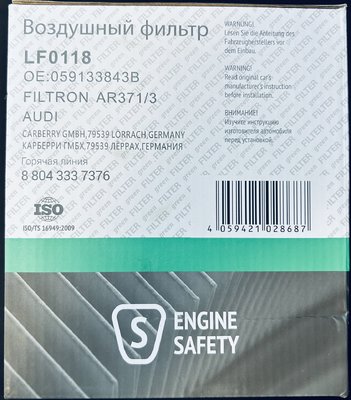 Воздушный фильтр
LF0118
OE:059133843B
FILTRON AR371/3
AUDI
CARBERRY GMBH,79539 LORRACH,GERMANY
КАРБЕРРИ ГМБХ,79539 ЛЁРРАХ,ГЕРМАНИЯ
Горячая линия
8 804 333 7376
ISO
ISO/TS 16949:2009
WARNUNG!
Lesen Sie die Anleitung des
Fahrzeugherstellers vor
dem Einbau.
WARNING!
Read original car's
manufacturer's instruction
before installation.
ВНИМАНИЕ!
Изучите инструкцию
изготовителя автомобиля
перед установкой.
4 059421 028687
S
ENGINE
SAFETY